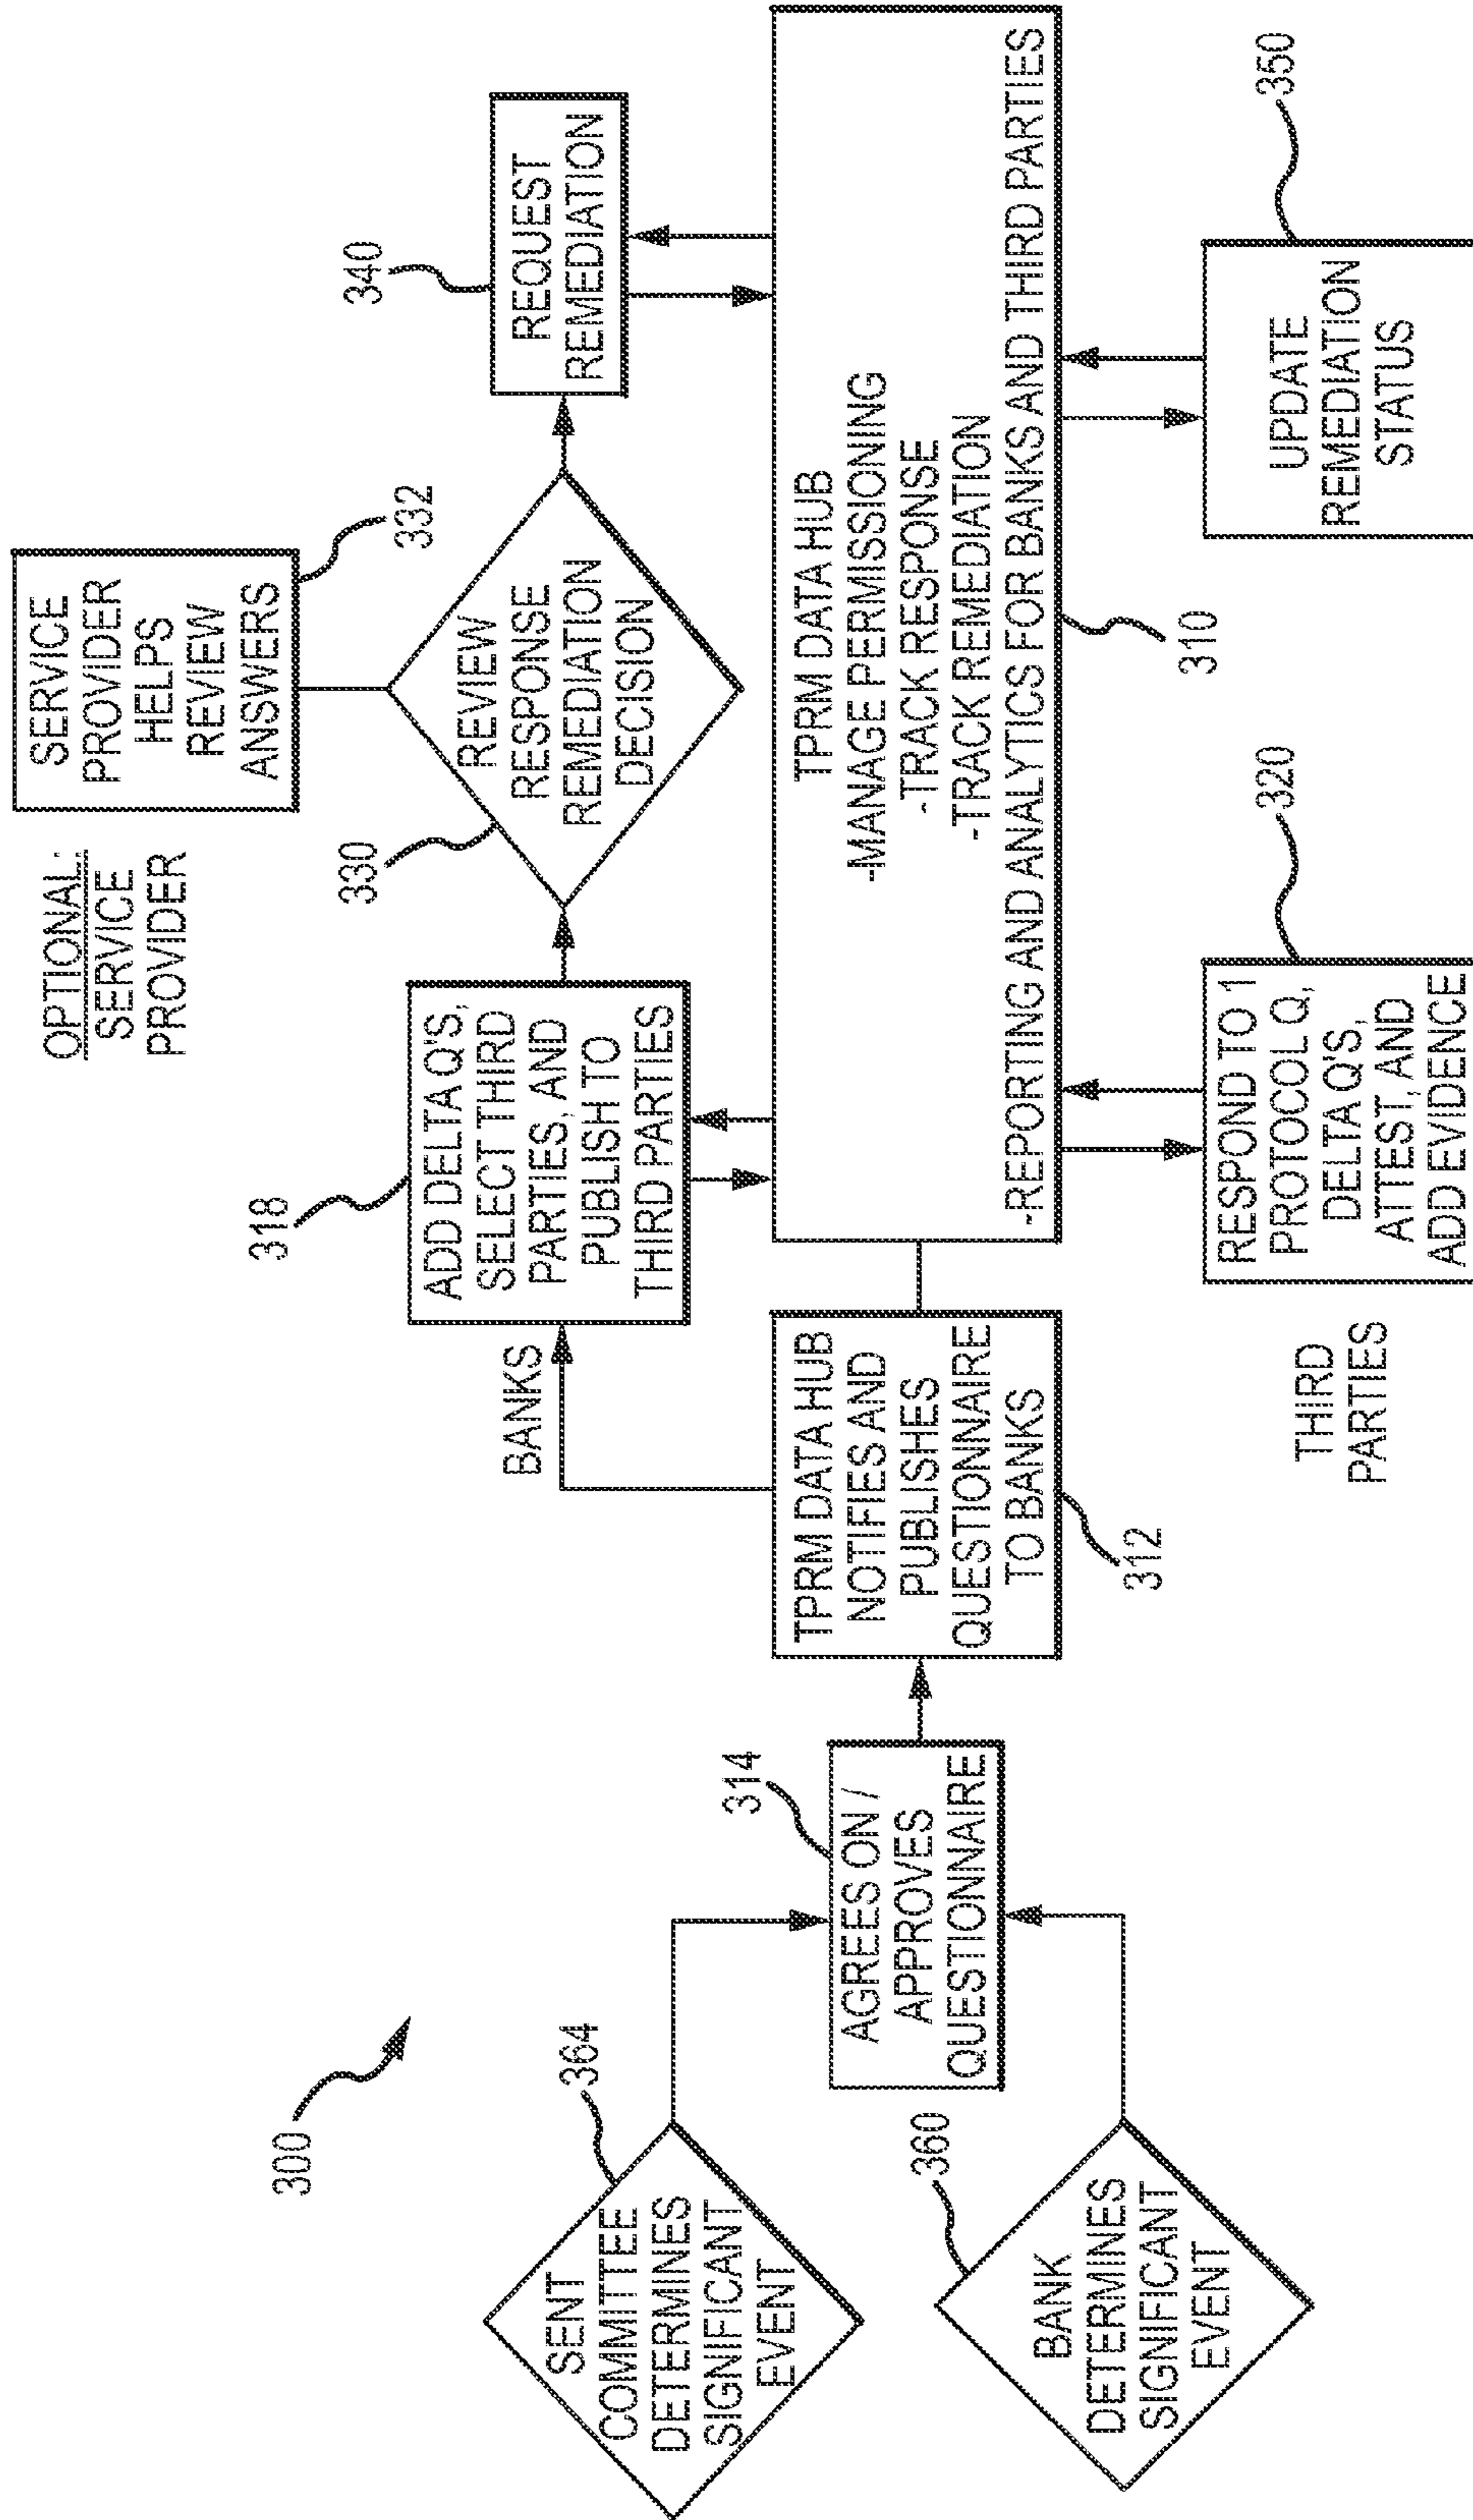 300
SENT
COMMITTEE
DETERMINES
SIGNIFICANT
EVENT
364
BANK
DETERMINES
SIGNIFICANT
EVENT
360
AGREES ON /
APPROVES
QUESTIONNAIRE
314
TPRM DATA HUB
NOTIFIES AND
PUBLISHES
QUESTIONNAIRE
TO BANKS
312
BANKS
ADD DELTA Q'S,
SELECT THIRD
PARTIES, AND
PUBLISH TO
THIRD PARTIES
318
OPTIONAL:
SERVICE
PROVIDER
SERVICE
PROVIDER
HELPS
REVIEW
ANSWERS
332
REVIEW
RESPONSE
REMEDIATION
DECISION
330
REQUEST
REMEDIATION
340
TPRM DATA HUB
-MANAGE PERMISSIONING
-TRACK RESPONSE
-TRACK REMEDIATION
-REPORTING AND ANALYTICS FOR BANKS AND THIRD PARTIES
310
THIRD
PARTIES
RESPOND TO 1
PROTOCOL Q,
DELTA Q'S,
ATTEST, AND
ADD EVIDENCE
320
UPDATE
REMEDIATION
STATUS
350